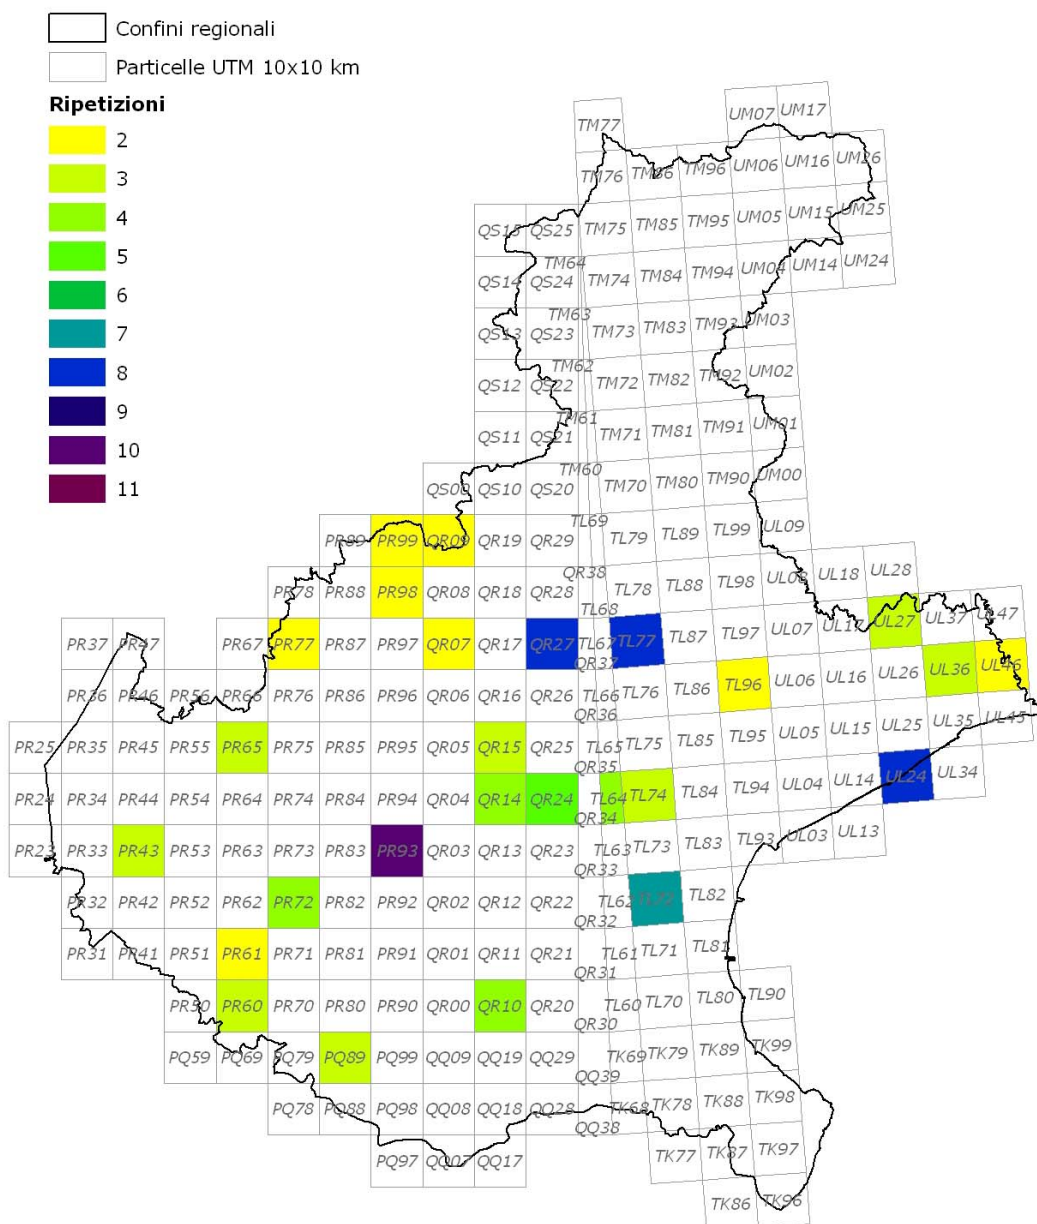 Confini regionali
Particelle UTM 10x10 km
Ripetizioni
2
3
4
5
6
7
8
9
10
11
UM07 UM17
TM77
TM76 TM86 TM96 UM06 UM16 UM26
QS15 QS25 TM75 TM85 TM95 UM05 UM15 UM25
TM64
QS14 QS24 TM74 TM84 TM94 UM04 UM14 UM24
TM63
QS13 QS23 TM73 TM83 TM93 UM03
TM62
QS12 QS22 TM72 TM82 TM92 UM02
TM61
QS11 QS21 TM71 TM81 TM91 UM01
TM60
QS00 QS10 QS20 TM70 TM80 TM90 UM00
TL69
PR89 PR99 QR09 QR19 QR29 TL79 TL89 TL99 UL09
QR38
PR78 PR88 PR98 QR08 QR18 QR28 TL78 TL88 TL98 UL08 UL18 UL28
TL68
PR37 PR47 PR67 PR77 PR87 PR97 QR07 QR17 QR27 TL67 TL77 TL87 TL97 UL07 UL17 UL27 UL37 UL47
QR37
PR36 PR46 PR56 PR66 PR76 PR86 PR96 QR06 QR16 QR26 TL66 TL76 TL86 TL96 UL06 UL16 UL26 UL36 UL46
QR36
PR25 PR35 PR45 PR55 PR65 PR75 PR85 PR95 QR05 QR15 QR25 TL65 TL75 TL85 TL95 UL05 UL15 UL25 UL35 UL45
QR35
PR24 PR34 PR44 PR54 PR64 PR74 PR84 PR94 QR04 QR14 QR24 TL64 TL74 TL84 TL94 UL04 UL14 UL24 UL34
QR34
PR23 PR33 PR43 PR53 PR63 PR73 PR83 PR93 QR03 QR13 QR23 TL63 TL73 TL83 TL93 UL03 UL13
QR33
PR32 PR42 PR52 PR62 PR72 PR82 PR92 QR02 QR12 QR22 TL62 TL72 TL82
QR32
PR31 PR41 PR51 PR61 PR71 PR81 PR91 QR01 QR11 QR21 TL61 TL71 TL81
QR31
PR50 PR60 PR70 PR80 PR90 QR00 QR10 QR20 TL60 TL70 TL80 TL90
QR30
PQ59 PQ69 PQ79 PQ89 PQ99 QQ09 QQ19 QQ29 TK69 TK79 TK89 TK99
QQ39
PQ78 PQ88 PQ98 QQ08 QQ18 QQ28 TK68 TK78 TK88 TK98
QQ38
PQ97 QQ07 QQ17 TK77 TK87 TK97
TK86 TK96